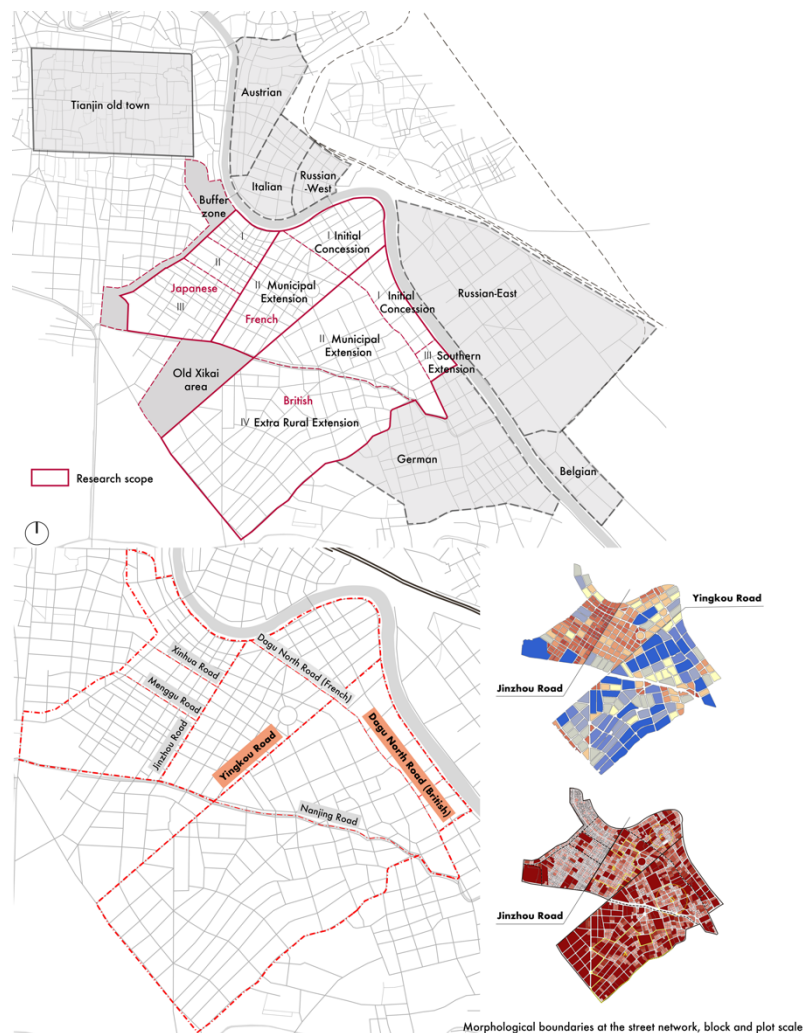 Tianjin old town
Austrian
Italian
Russian
-West
Buffer
zone
I
I Initial
Concession
II
Japanese
III
II Municipal
Extension
French
I Initial
Concession
Russian-East
II Municipal
Extension
III Southern
Extension
Old Xikai
area
British
IV Extra Rural Extension
German
Belgian
Research scope
Xinhua Road
Menggu Road
Jinzhou Road
Dagu North Road (French)
Yingkou Road
Dagu North Road (British)
Nanjing Road
Yingkou Road
Jinzhou Road
Jinzhou Road
Morphological boundaries at the street network, block and plot scale